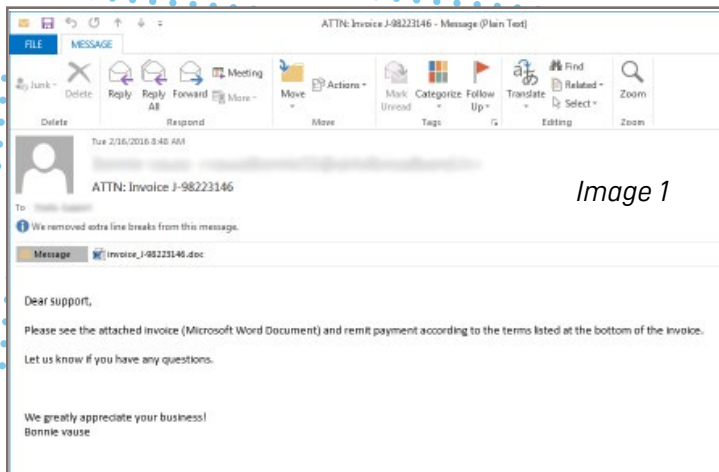 ATTN: Invoice J-98223146 - Message (Plain Text)
FILE MESSAGE
Junk
Delete
Reply
Reply All
Forward
Meeting
More
Move
Actions
Mark Unread
Categorize
Follow Up
Translate
Find
Related
Select
Zoom
Delete Respond Move Tags Editing Zoom
Tue 2/16/2016 8:48 AM
ATTN: Invoice J-98223146
Image 1
To
We removed extra line breaks from this message.
Message invoice_J-98223146.doc
Dear support,
Please see the attached invoice (Microsoft Word Document) and remit payment according to the terms listed at the bottom of the invoice.
Let us know if you have any questions.
We greatly appreciate your business!
Bonnie vause